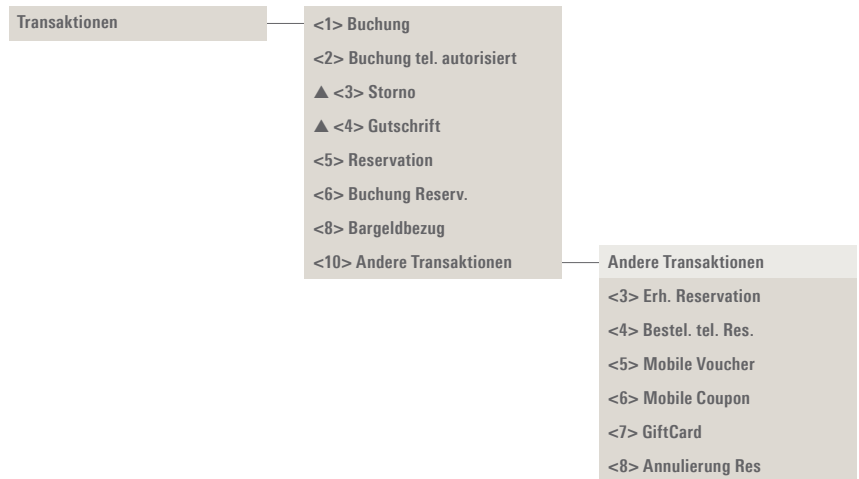 Transaktionen
<1> Buchung
<2> Buchung tel. autorisiert
▲ <3> Storno
▲ <4> Gutschrift
<5> Reservation
<6> Buchung Reserv.
<8> Bargeldbezug
<10> Andere Transaktionen
Andere Transaktionen
<3> Erh. Reservation
<4> Bestel. tel. Res.
<5> Mobile Voucher
<6> Mobile Coupon
<7> GiftCard
<8> Annulierung Res